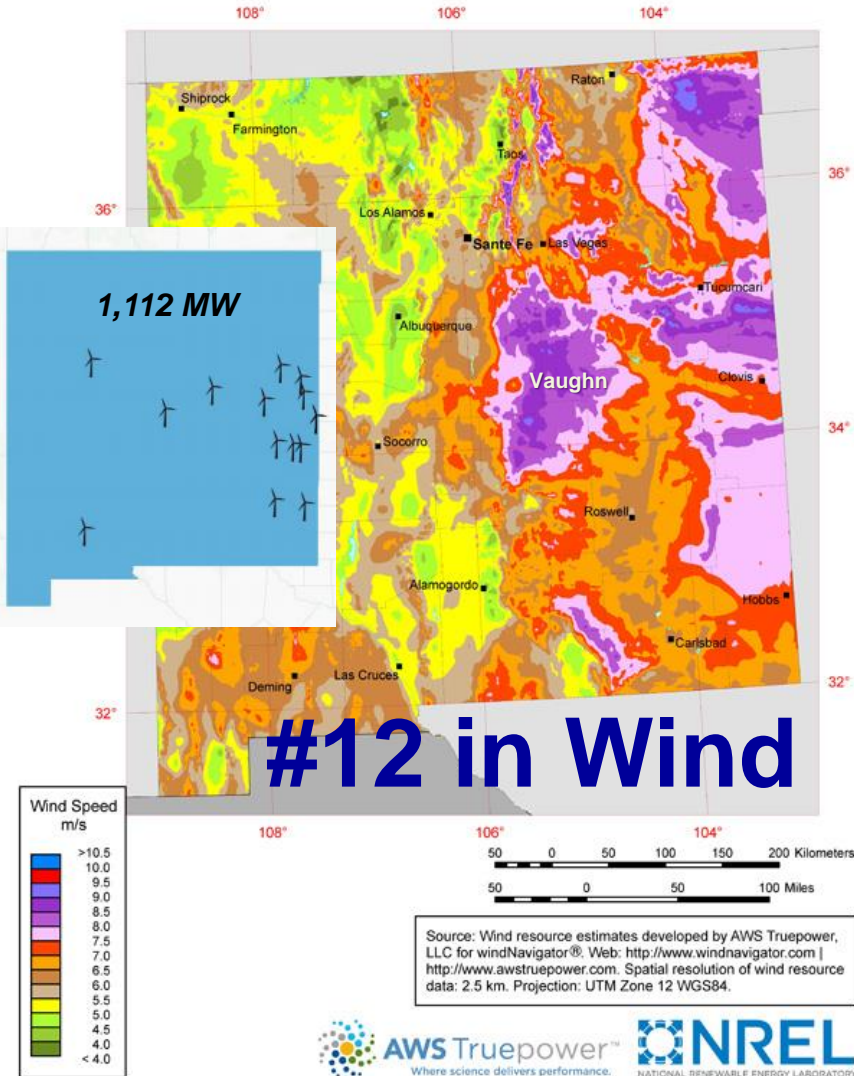 108°
106°
104°
Raton
Shiprock
Farmington
Taos
36°
36°
Los Alamos
Sante Fe
Las Vegas
1,112 MW
Tucumcari
Albuquerque
Vaughn
Clovis
34°
Socorro
Roswell
Alamogordo
Hobbs
Carlsbad
Las Cruces
Deming
32°
32°
#12 in Wind
Wind Speed
m/s
>10.5
10.0
9.5
9.0
8.5
8.0
7.5
7.0
6.5
6.0
5.5
5.0
4.5
4.0
< 4.0
108°
106°
104°
50 0 50 100 150 200 Kilometers
50 0 50 100 Miles
Source: Wind resource estimates developed by AWS Truepower,
LLC for windNavigator®. Web: http://www.windnavigator.com |
http://www.awstruepower.com. Spatial resolution of wind resource
data: 2.5 km. Projection: UTM Zone 12 WGS84.
AWS Truepower™
Where science delivers performance.
NREL
NATIONAL RENEWABLE ENERGY LABORATORY